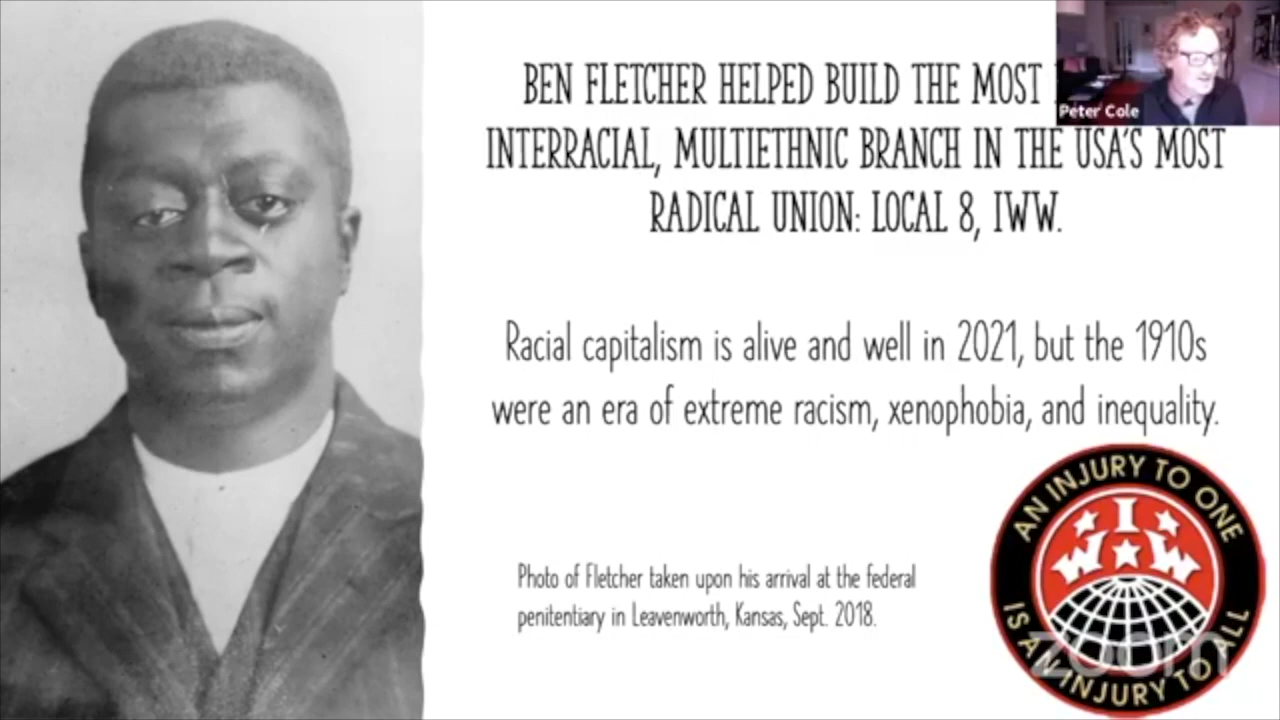 BEN FLETCHER HELPED BUILD THE MOST
Peter Cole
INTERRACIAL, MULTIETHNIC BRANCH IN THE USA'S MOST
RADICAL UNION: LOCAL 8, IWW.
Racial capitalism is alive and well in 2021, but the 1910s
were an era of extreme racism, xenophobia, and inequality.
Photo of Fletcher taken upon his arrival at the federal
penitentiary in Leavenworth, Kansas, Sept. 2018.
AN INJURY TO ONE
I W W
IS AN INJURY TO ALL
zoom